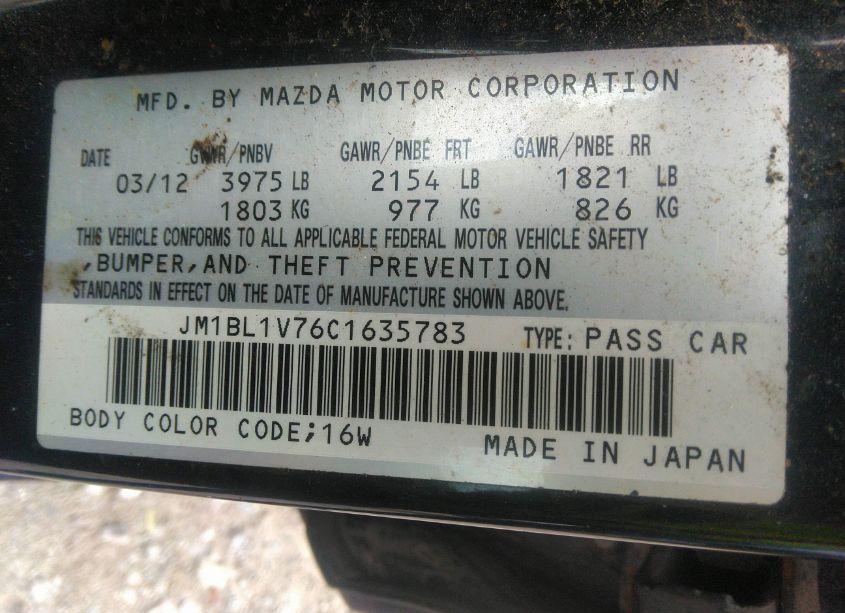 MFD. BY MAZDA MOTOR CORPORATION
DATE GVWR/PNBV GAWR/PNBE FRT GAWR/PNBE RR
03/12 3975 LB 2154 LB 1821 LB
1803 KG 977 KG 826 KG
THIS VEHICLE CONFORMS TO ALL APPLICABLE FEDERAL MOTOR VEHICLE SAFETY
,BUMPER,AND THEFT PREVENTION
STANDARDS IN EFFECT ON THE DATE OF MANUFACTURE SHOWN ABOVE.
JM1BL1V76C1635783 TYPE: PASS CAR
BODY COLOR CODE;16W MADE IN JAPAN